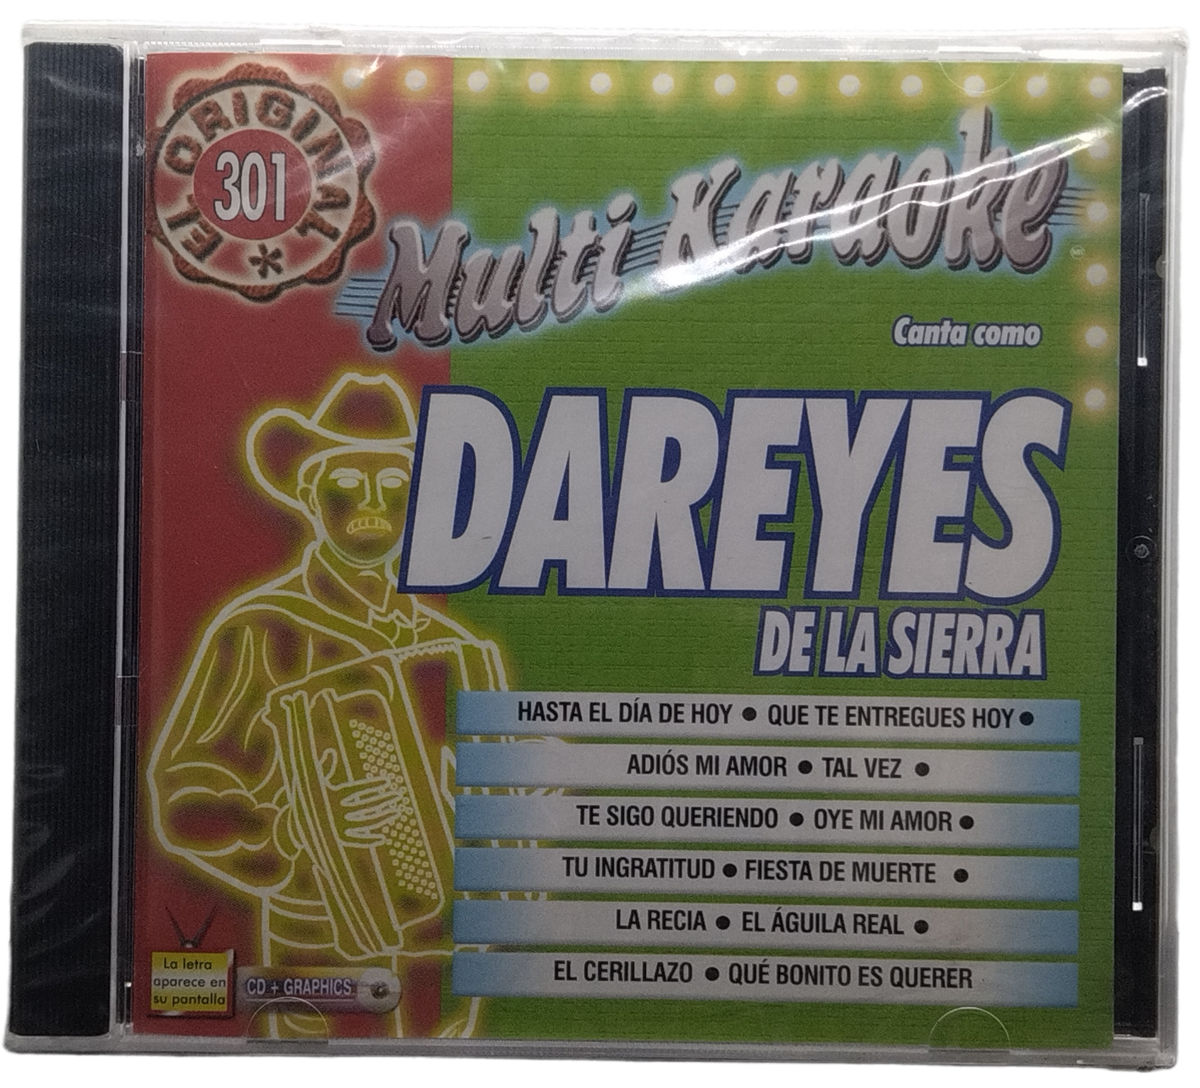 EL ORIGINAL *
301
Multi Karaoke
Canta como
DAREYES
DE LA SIERRA
HASTA EL DÍA DE HOY ● QUE TE ENTREGUES HOY ●
ADIÓS MI AMOR ● TAL VEZ ●
TE SIGO QUERIENDO ● OYE MI AMOR ●
TU INGRATITUD ● FIESTA DE MUERTE ●
LA RECIA ● EL ÁGUILA REAL ●
EL CERILLAZO ● QUÉ BONITO ES QUERER
La letra
aparece en
su pantalla
CD + GRAPHICS